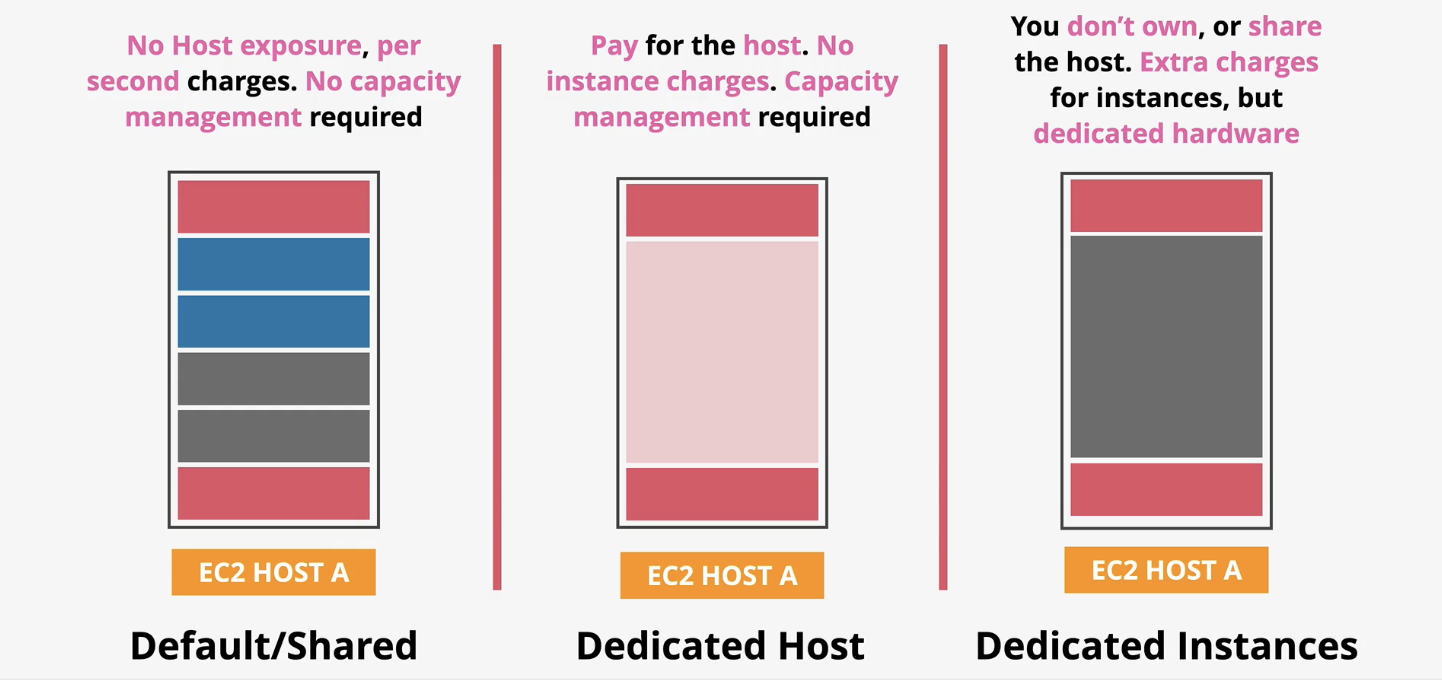 No Host exposure, per
second charges. No capacity
management required
EC2 HOST A
Default/Shared
Pay for the host. No
instance charges. Capacity
management required
EC2 HOST A
Dedicated Host
You don’t own, or share
the host. Extra charges
for instances, but
dedicated hardware
EC2 HOST A
Dedicated Instances